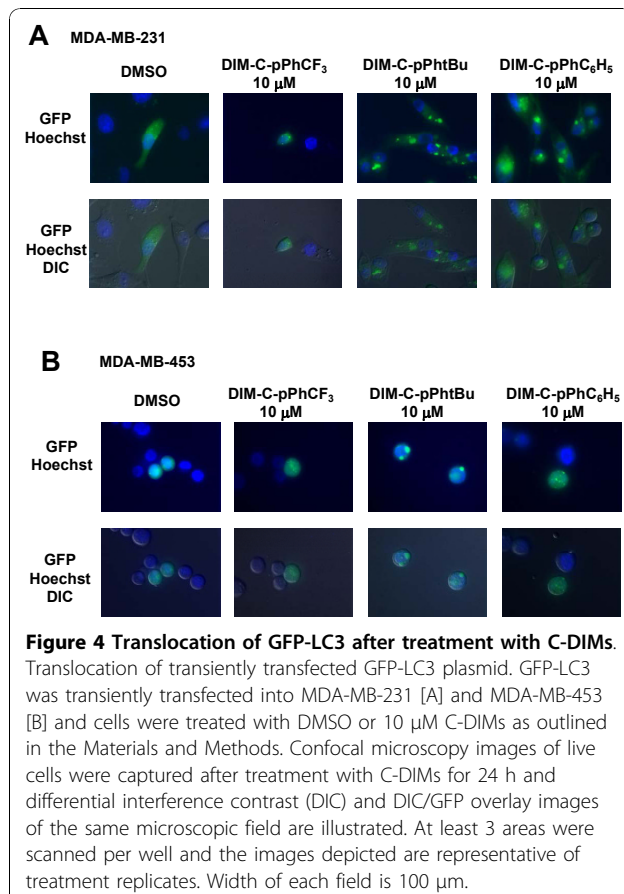 A MDA-MB-231
DMSO
DIM-C-pPhCF₃
10 µM
DIM-C-pPhtBu
10 µM
DIM-C-pPhC₆H₅
10 µM
GFP
Hoechst
GFP
Hoechst
DIC
B MDA-MB-453
DMSO
DIM-C-pPhCF₃
10 µM
DIM-C-pPhtBu
10 µM
DIM-C-pPhC₆H₅
10 µM
GFP
Hoechst
GFP
Hoechst
DIC
Figure 4 Translocation of GFP-LC3 after treatment with C-DIMs.
Translocation of transiently transfected GFP-LC3 plasmid. GFP-LC3
was transiently transfected into MDA-MB-231 [A] and MDA-MB-453
[B] and cells were treated with DMSO or 10 µM C-DIMs as outlined
in the Materials and Methods. Confocal microscopy images of live
cells were captured after treatment with C-DIMs for 24 h and
differential interference contrast (DIC) and DIC/GFP overlay images
of the same microscopic field are illustrated. At least 3 areas were
scanned per well and the images depicted are representative of
treatment replicates. Width of each field is 100 µm.